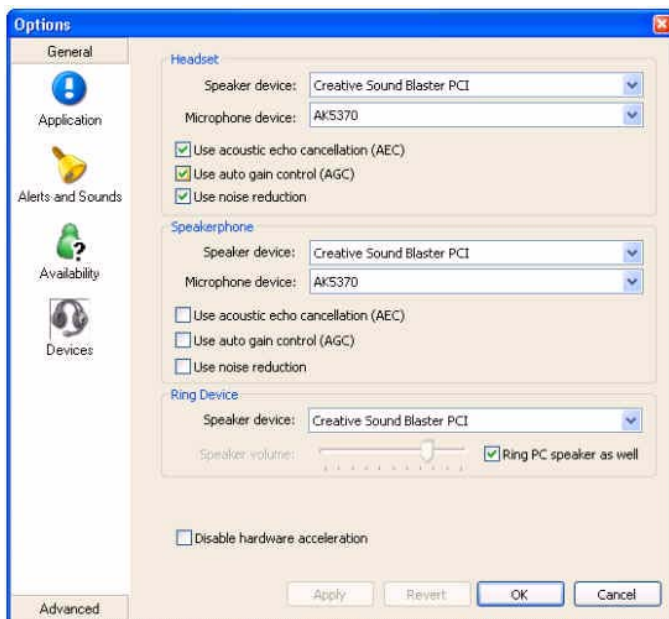 Options
General
Application
Alerts and Sounds
Availability
Devices
Advanced
Headset
Speaker device: Creative Sound Blaster PCI
Microphone device: AK5370
Use acoustic echo cancellation (AEC)
Use auto gain control (AGC)
Use noise reduction
Speakerphone
Speaker device: Creative Sound Blaster PCI
Microphone device: AK5370
Use acoustic echo cancellation (AEC)
Use auto gain control (AGC)
Use noise reduction
Ring Device
Speaker device: Creative Sound Blaster PCI
Speaker volume: Ring PC speaker as well
Disable hardware acceleration
Apply Revert OK Cancel